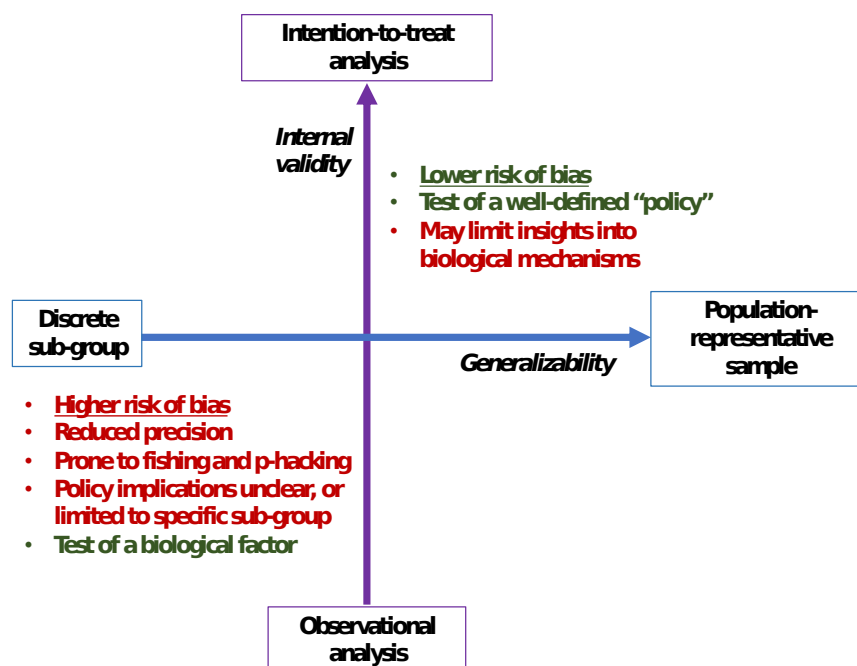 Intention-to-treat
analysis
Internal
validity
• Lower risk of bias
• Test of a well-defined “policy”
• May limit insights into
biological mechanisms
Discrete
sub-group
Generalizability
Population-
representative
sample
• Higher risk of bias
• Reduced precision
• Prone to fishing and p-hacking
• Policy implications unclear, or
limited to specific sub-group
• Test of a biological factor
Observational
analysis